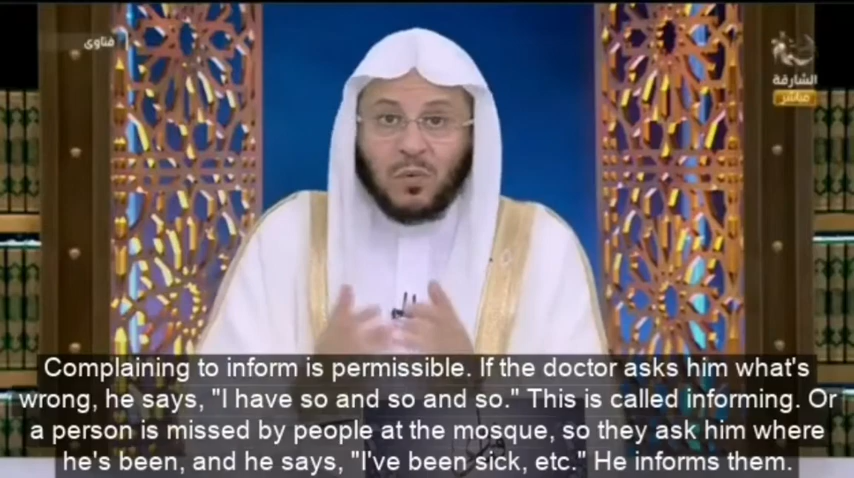 فتاوى
الشارقة
مباشر
Complaining to inform is permissible. If the doctor asks him what's
wrong, he says, "I have so and so and so." This is called informing. Or
a person is missed by people at the mosque, so they ask him where
he's been, and he says, "I've been sick, etc." He informs them.